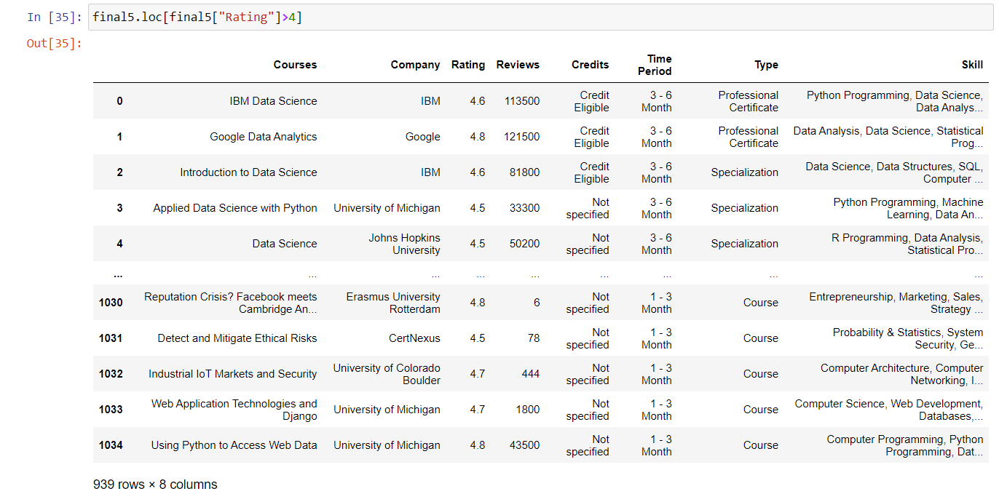 In [35]: final5.loc[final5["Rating"]>4]
Out[35]:
Courses Company Rating Reviews Credits Time Period Type Skill
0 IBM Data Science IBM 4.6 113500 Credit Eligible 3 - 6 Month Professional Certificate Python Programming, Data Science, Data Analys...
1 Google Data Analytics Google 4.8 121500 Credit Eligible 3 - 6 Month Professional Certificate Data Analysis, Data Science, Statistical Prog...
2 Introduction to Data Science IBM 4.6 81800 Credit Eligible 3 - 6 Month Specialization Data Science, Data Structures, SQL, Computer ...
3 Applied Data Science with Python University of Michigan 4.5 33300 Not specified 3 - 6 Month Specialization Python Programming, Machine Learning, Data An...
4 Data Science Johns Hopkins University 4.5 50200 Not specified 3 - 6 Month Specialization R Programming, Data Analysis, Statistical Pro...
... ... ... ... ... ... ... ... ...
1030 Reputation Crisis? Facebook meets Cambridge An... Erasmus University Rotterdam 4.8 6 Not specified 1 - 3 Month Course Entrepreneurship, Marketing, Sales, Strategy ...
1031 Detect and Mitigate Ethical Risks CertNexus 4.5 78 Not specified 1 - 3 Month Course Probability & Statistics, System Security, Ge...
1032 Industrial IoT Markets and Security University of Colorado Boulder 4.7 444 Not specified 1 - 3 Month Course Computer Architecture, Computer Networking, I...
1033 Web Application Technologies and Django University of Michigan 4.7 1800 Not specified 1 - 3 Month Course Computer Science, Web Development, Databases,...
1034 Using Python to Access Web Data University of Michigan 4.8 43500 Not specified 1 - 3 Month Course Computer Programming, Python Programming, Dat...
939 rows × 8 columns